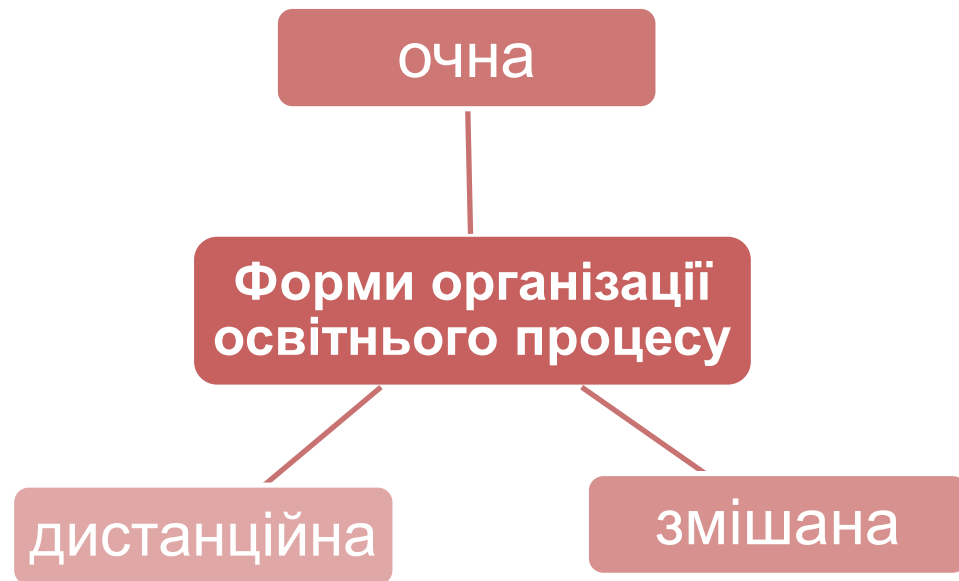 очна
Форми організації
освітнього процесу
дистанційна
змішана